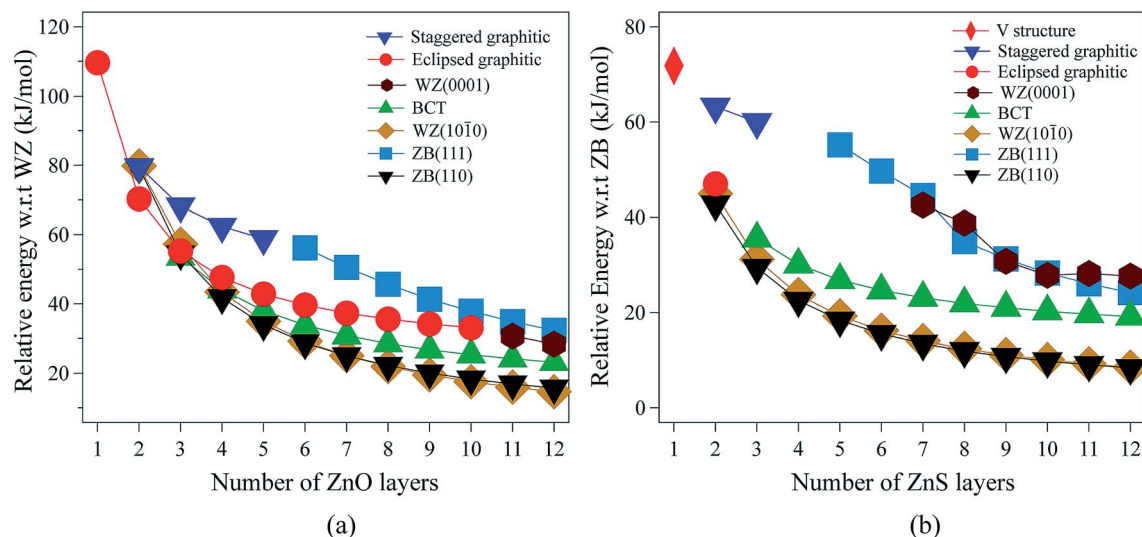 120
100
80
60
40
20
Relative energy w.r.t WZ (kJ/mol)
Staggered graphitic
Eclipsed graphitic
WZ(0001)
BCT
WZ(101̄0)
ZB(111)
ZB(110)
1 2 3 4 5 6 7 8 9 10 11 12
Number of ZnO layers
(a)
80
60
40
20
0
Relative Energy w.r.t ZB (kJ/mol)
V structure
Staggered graphitic
Eclipsed graphitic
WZ(0001)
BCT
WZ(101̄0)
ZB(111)
ZB(110)
1 2 3 4 5 6 7 8 9 10 11 12
Number of ZnS layers
(b)